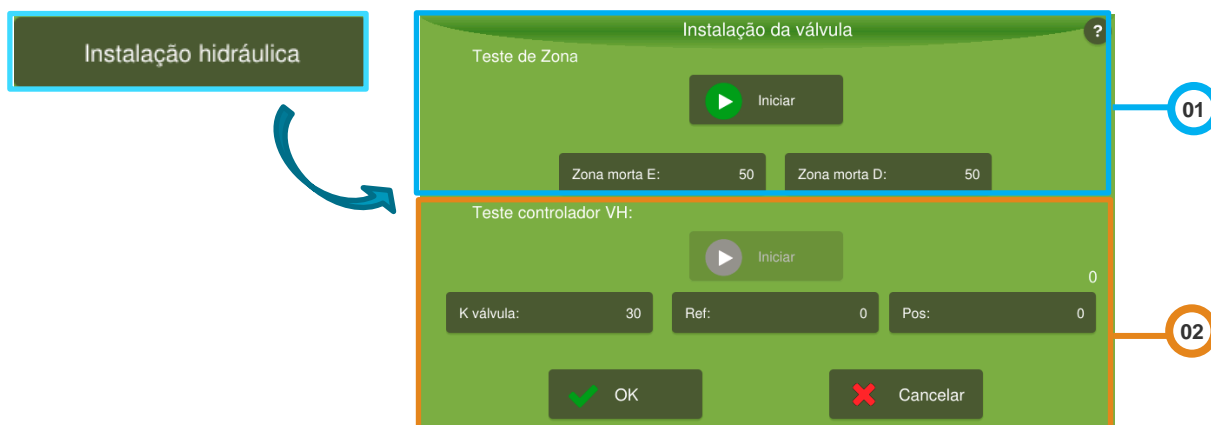 Instalação hidráulica
Instalação da válvula
?
Teste de Zona
Iniciar
01
Zona morta E: 50
Zona morta D: 50
Teste controlador VH:
Iniciar
0
K válvula: 30
Ref: 0
Pos: 0
02
OK
Cancelar